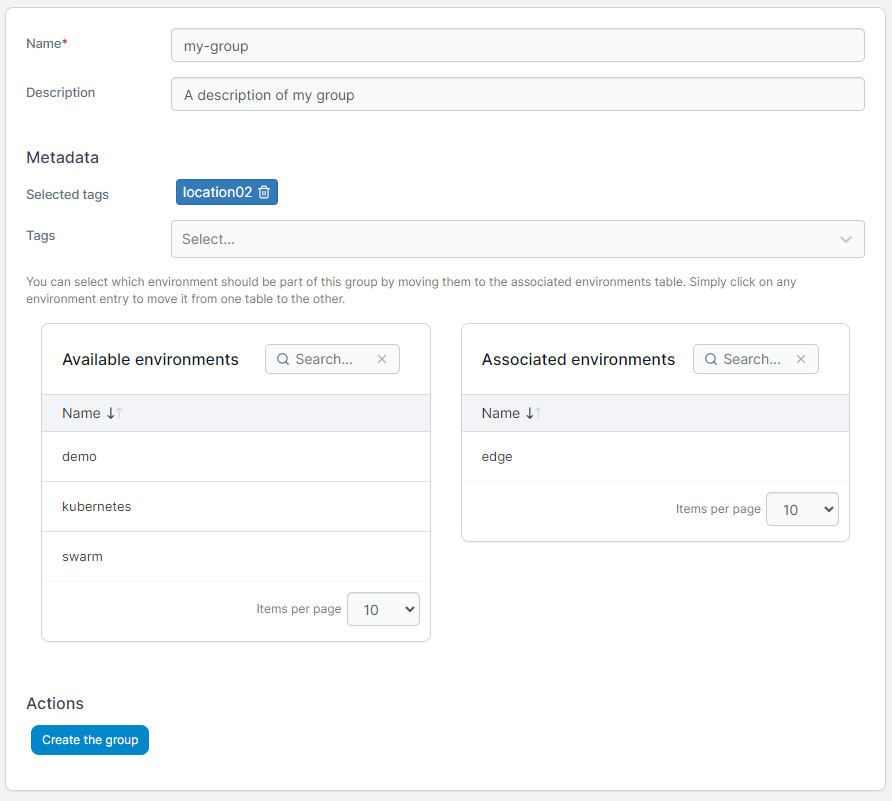 Name*
my-group
Description
A description of my group
Metadata
Selected tags
location02
Tags
Select...
You can select which environment should be part of this group by moving them to the associated environments table. Simply click on any
environment entry to move it from one table to the other.
Available environments
Search...
Name
demo
kubernetes
swarm
Items per page
10
Associated environments
Search...
Name
edge
Items per page
10
Actions
Create the group